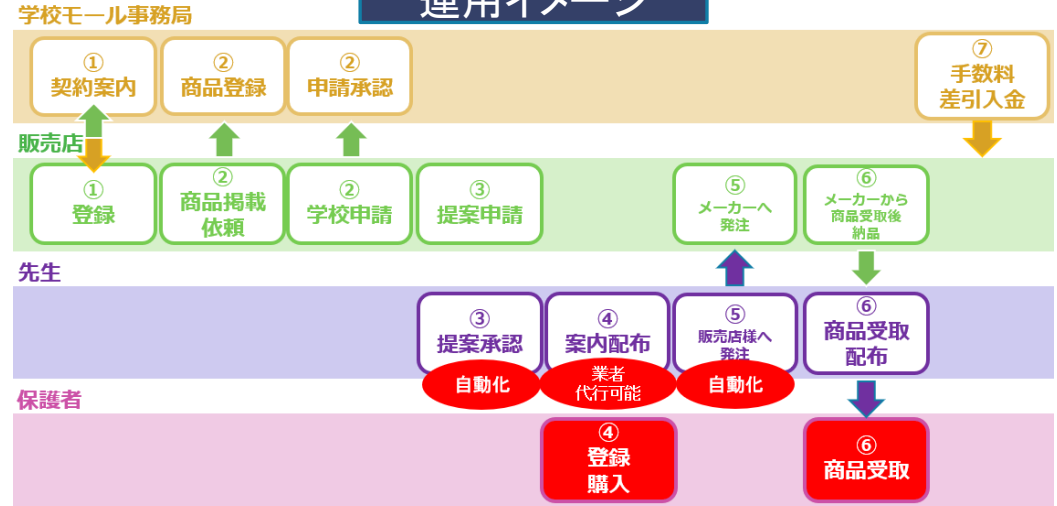 運用イメージ
学校モール事務局
①
契約案内
②
商品登録
②
申請承認
⑦
手数料
差引入金
販売店
①
登録
②
商品掲載
依頼
②
学校申請
③
提案申請
⑤
メーカーへ
発注
⑥
メーカーから
商品受取後
納品
先生
③
提案承認
自動化
④
案内配布
業者
代行可能
⑤
販売店様へ
発注
自動化
⑥
商品受取
配布
保護者
④
登録
購入
⑥
商品受取